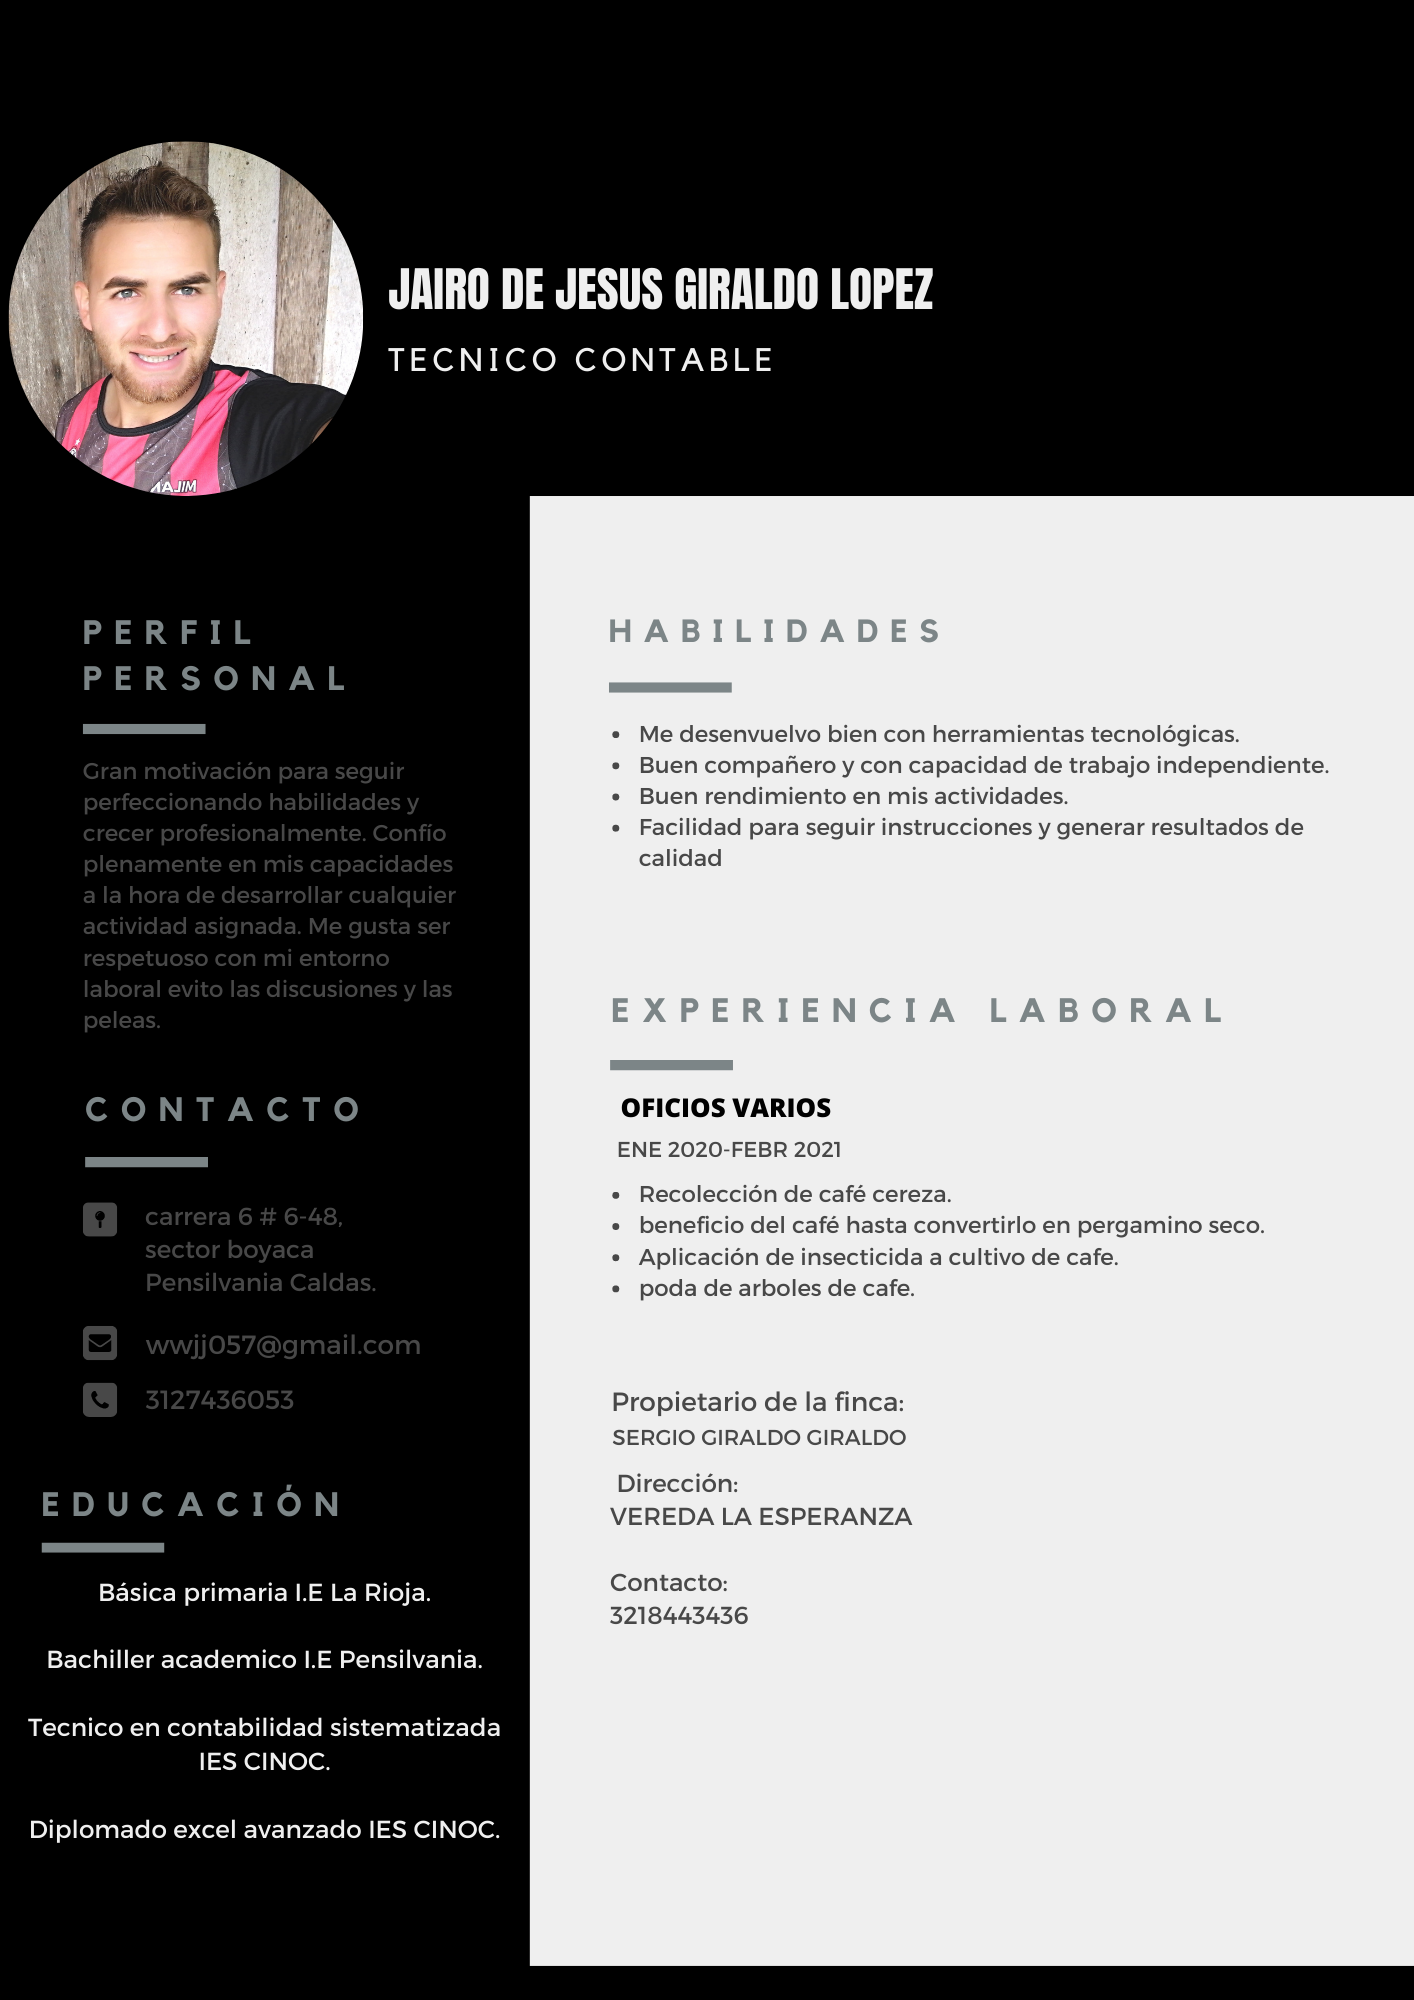 JAIRO DE JESUS GIRALDO LOPEZ
TECNICO CONTABLE
PERFIL
PERSONAL
Gran motivación para seguir
perfeccionando habilidades y
crecer profesionalmente. Confío
plenamente en mis capacidades
a la hora de desarrollar cualquier
actividad asignada. Me gusta ser
respetuoso con mi entorno
laboral evito las discusiones y las
peleas.
CONTACTO
carrera 6 # 6-48,
sector boyaca
Pensilvania Caldas.
wwjj057@gmail.com
3127436053
EDUCACIÓN
Básica primaria I.E La Rioja.
Bachiller academico I.E Pensilvania.
Tecnico en contabilidad sistematizada
IES CINOC.
Diplomado excel avanzado IES CINOC.
HABILIDADES
• Me desenvuelvo bien con herramientas tecnológicas.
• Buen compañero y con capacidad de trabajo independiente.
• Buen rendimiento en mis actividades.
• Facilidad para seguir instrucciones y generar resultados de
calidad
EXPERIENCIA LABORAL
OFICIOS VARIOS
ENE 2020-FEBR 2021
• Recolección de café cereza.
• beneficio del café hasta convertirlo en pergamino seco.
• Aplicación de insecticida a cultivo de cafe.
• poda de arboles de cafe.
Propietario de la finca:
SERGIO GIRALDO GIRALDO
Dirección:
VEREDA LA ESPERANZA
Contacto:
3218443436